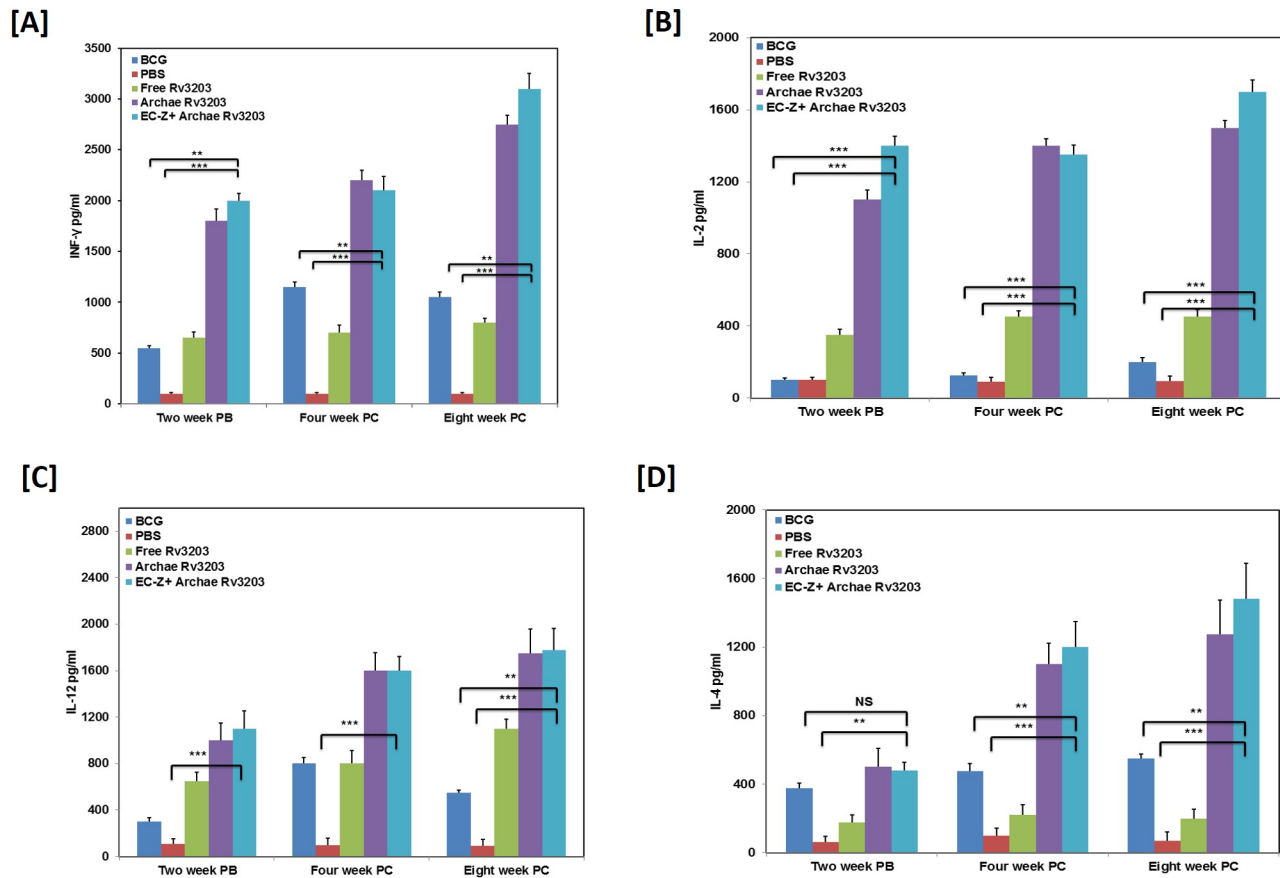 [A]
3500
3000
2500
2000
1500
1000
500
0
INF-γ pg/ml
BCG
PBS
Free Rv3203
Archae Rv3203
EC-Z+ Archae Rv3203
**
***
**
***
**
***
Two week PB
Four week PC
Eight week PC
[B]
2000
1600
1200
800
400
0
IL-2 pg/ml
BCG
PBS
Free Rv3203
Archae Rv3203
EC-Z+ Archae Rv3203
***
***
***
***
***
***
Two week PB
Four week PC
Eight week PC
[C]
2800
2400
2000
1600
1200
800
400
0
IL-12 pg/ml
BCG
PBS
Free Rv3203
Archae Rv3203
EC-Z+ Archae Rv3203
***
***
**
***
Two week PB
Four week PC
Eight week PC
[D]
2000
1600
1200
800
400
0
IL-4 pg/ml
BCG
PBS
Free Rv3203
Archae Rv3203
EC-Z+ Archae Rv3203
NS
**
**
***
**
***
Two week PB
Four week PC
Eight week PC